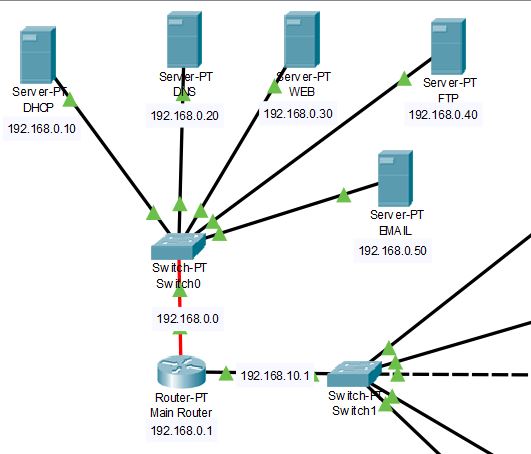 Server-PT
DHCP
192.168.0.10
Server-PT
DNS
192.168.0.20
Server-PT
WEB
192.168.0.30
Server-PT
FTP
192.168.0.40
Server-PT
EMAIL
192.168.0.50
Switch-PT
Switch0
192.168.0.0
Router-PT
Main Router
192.168.0.1
192.168.10.1
Switch-PT
Switch1